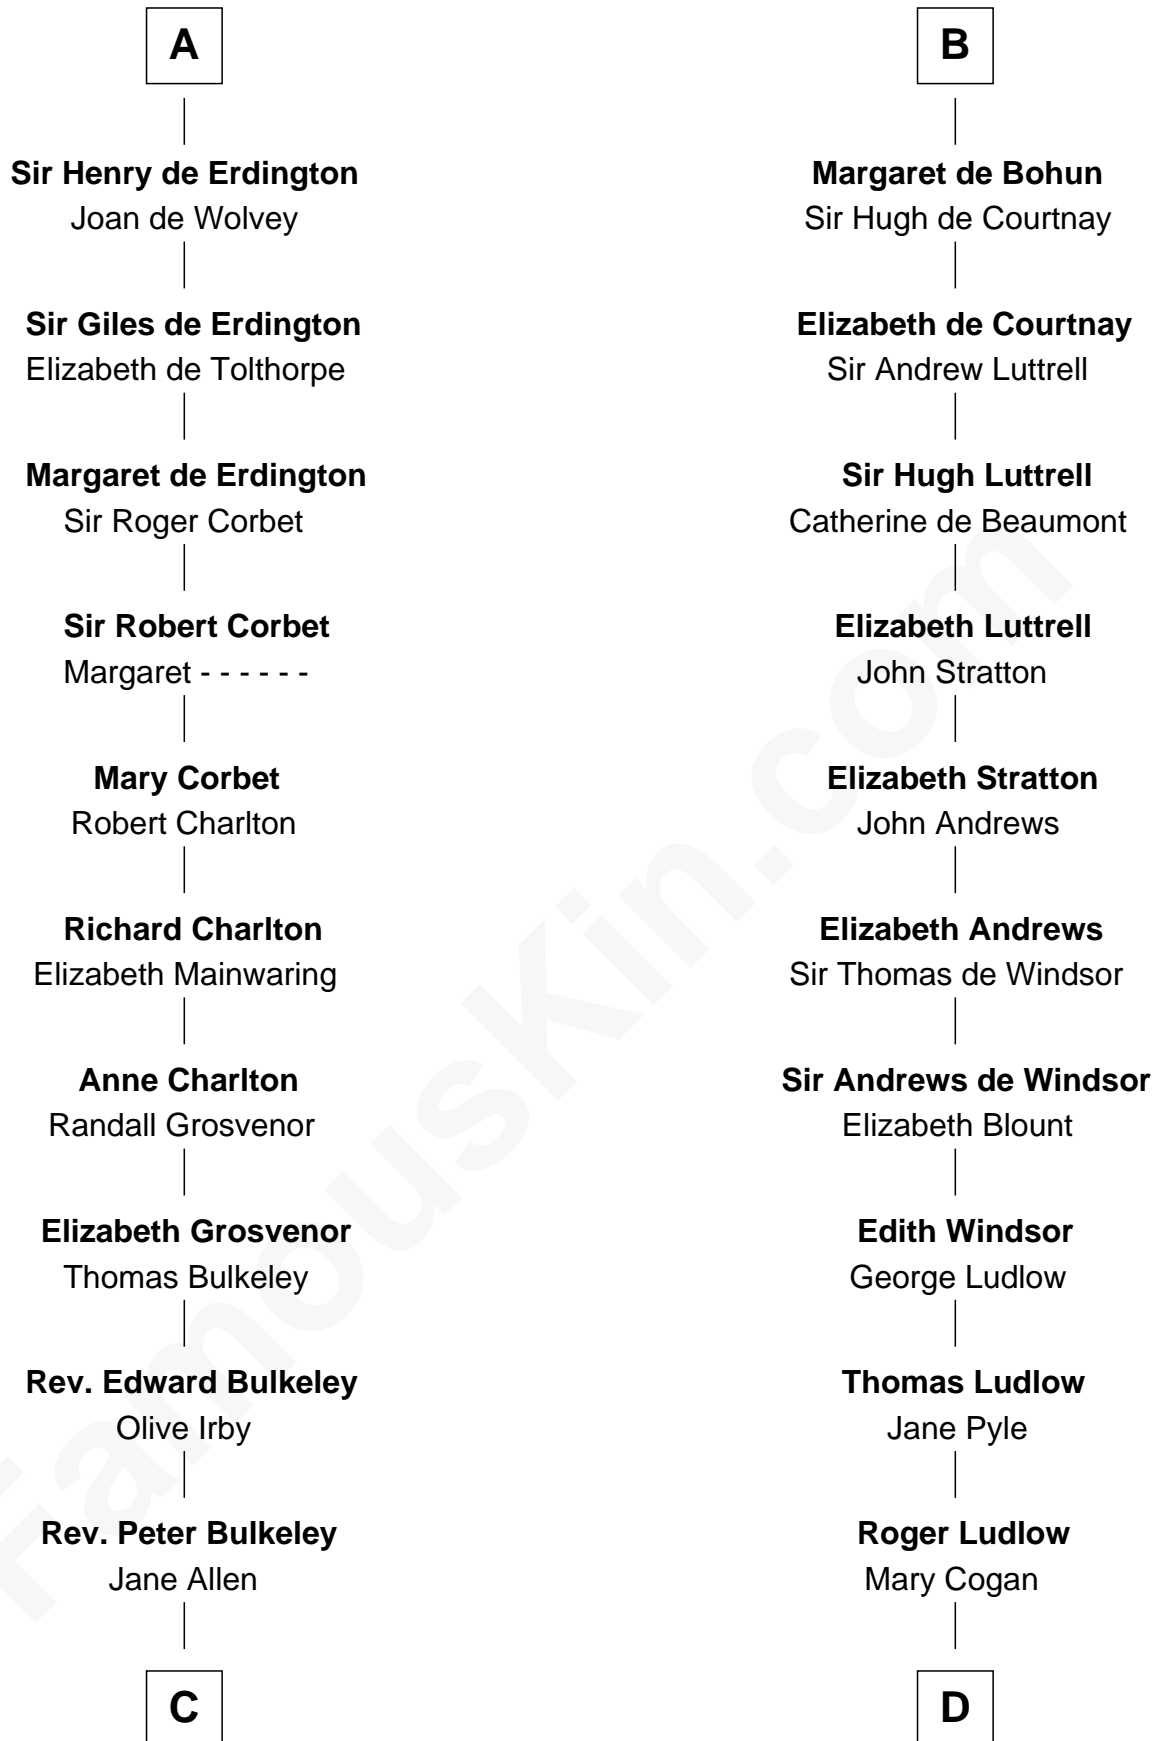 A
Sir Henry de Erdington
Joan de Wolvey
Sir Giles de Erdington
Elizabeth de Tolthorpe
Margaret de Erdington
Sir Roger Corbet
Sir Robert Corbet
Margaret - - - - - -
Mary Corbet
Robert Charlton
Richard Charlton
Elizabeth Mainwaring
Anne Charlton
Randall Grosvenor
Elizabeth Grosvenor
Thomas Bulkeley
Rev. Edward Bulkeley
Olive Irby
Rev. Peter Bulkeley
Jane Allen
C
B
Margaret de Bohun
Sir Hugh de Courtnay
Elizabeth de Courtnay
Sir Andrew Luttrell
Sir Hugh Luttrell
Catherine de Beaumont
Elizabeth Luttrell
John Stratton
Elizabeth Stratton
John Andrews
Elizabeth Andrews
Sir Thomas de Windsor
Sir Andrews de Windsor
Elizabeth Blount
Edith Windsor
George Ludlow
Thomas Ludlow
Jane Pyle
Roger Ludlow
Mary Cogan
D
FamousKin.com